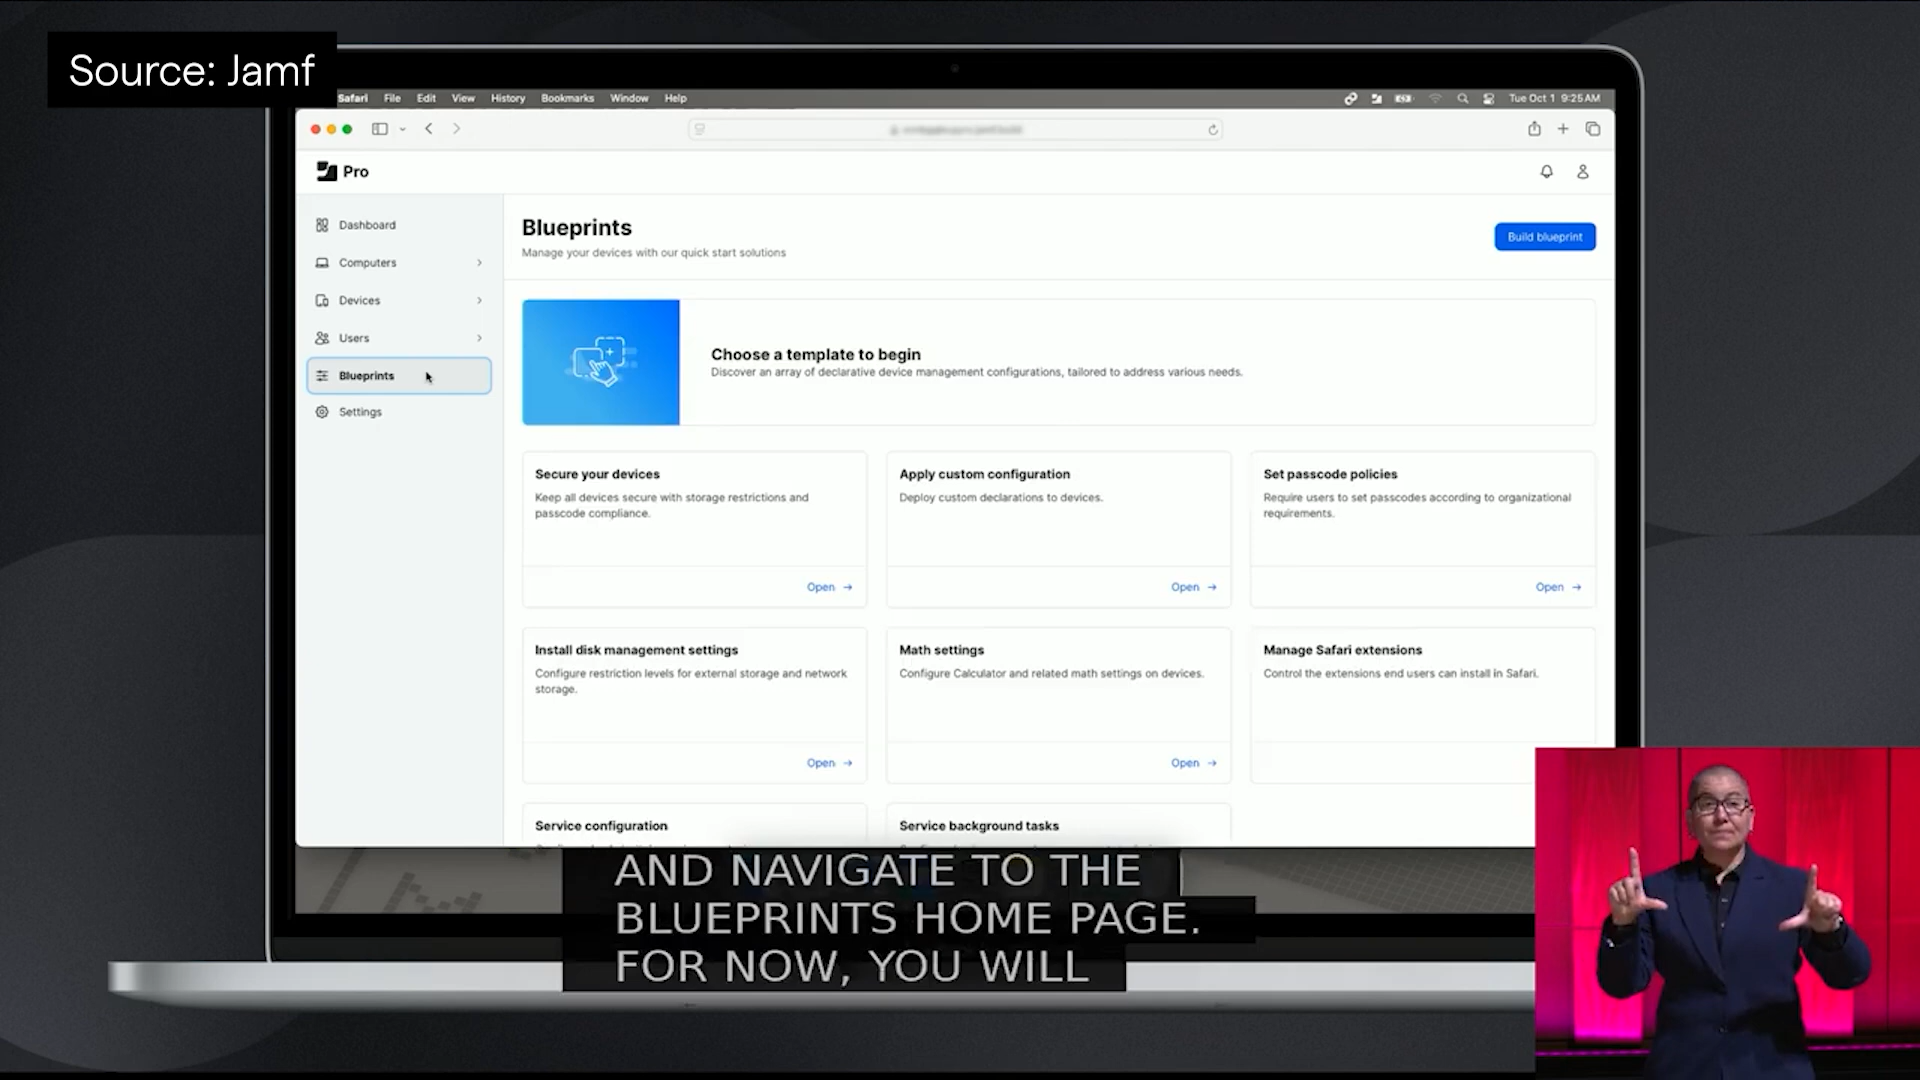 Source: Jamf
Safari File Edit View History Bookmarks Window Help
Tue Oct 1 9:25 AM
Pro
Dashboard
Computers
Devices
Users
Blueprints
Settings
Blueprints
Manage your devices with our quick start solutions
Build blueprint
Choose a template to begin
Discover an array of declarative device management configurations, tailored to address various needs.
Secure your devices
Keep all devices secure with storage restrictions and
passcode compliance.
Open →
Apply custom configuration
Deploy custom declarations to devices.
Open →
Set passcode policies
Require users to set passcodes according to organizational
requirements.
Open →
Install disk management settings
Configure restriction levels for external storage and network
storage.
Open →
Math settings
Configure Calculator and related math settings on devices.
Open →
Manage Safari extensions
Control the extensions end users can install in Safari.
Service configuration
Service background tasks
AND NAVIGATE TO THE
BLUEPRINTS HOME PAGE.
FOR NOW, YOU WILL